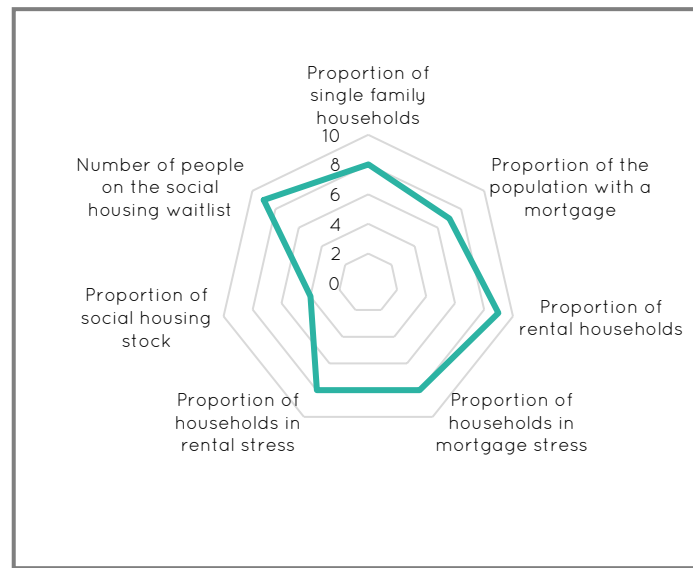 Proportion of
single family
households
10
8
6
4
2
0
Number of people
on the social
housing waitlist
Proportion of the
population with a
mortgage
Proportion of
social housing
stock
Proportion of
rental households
Proportion of
households in
rental stress
Proportion of
households in
mortgage stress